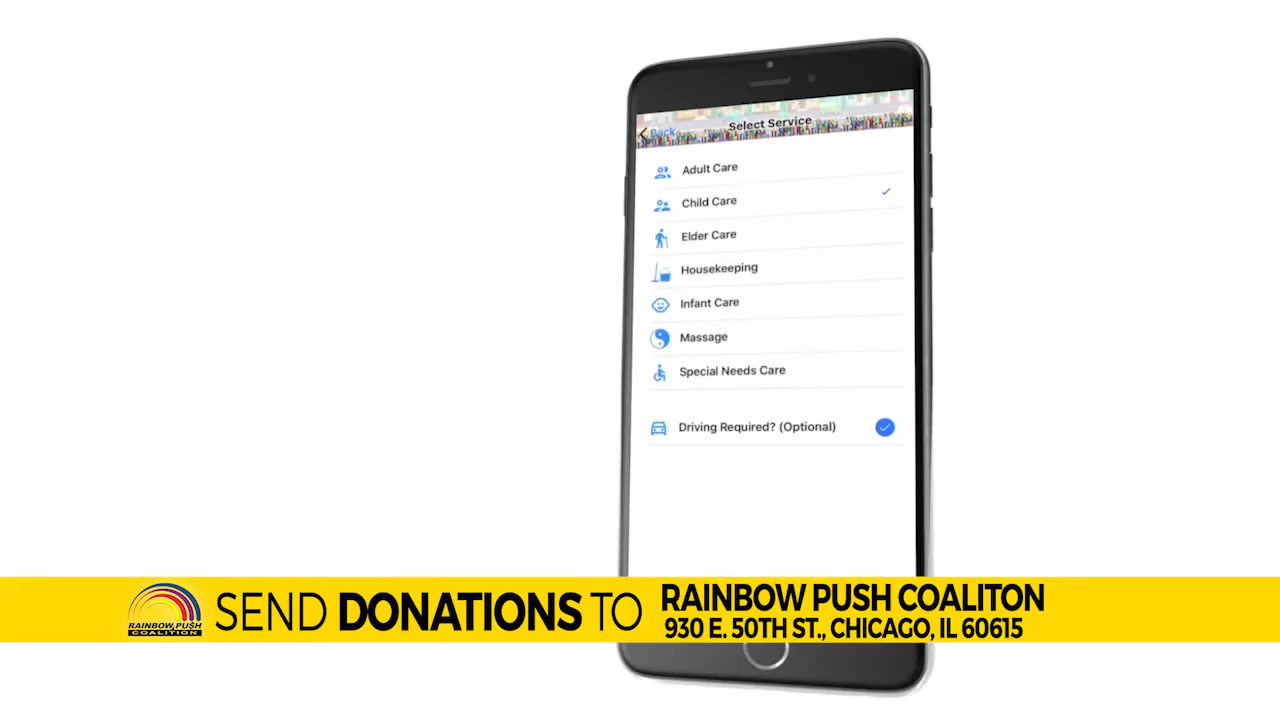 Back
Select Service
Adult Care
Child Care
Elder Care
Housekeeping
Infant Care
Massage
Special Needs Care
Driving Required? (Optional)
RAINBOW PUSH
COALITION
SEND DONATIONS TO
RAINBOW PUSH COALITON
930 E. 50TH ST., CHICAGO, IL 60615